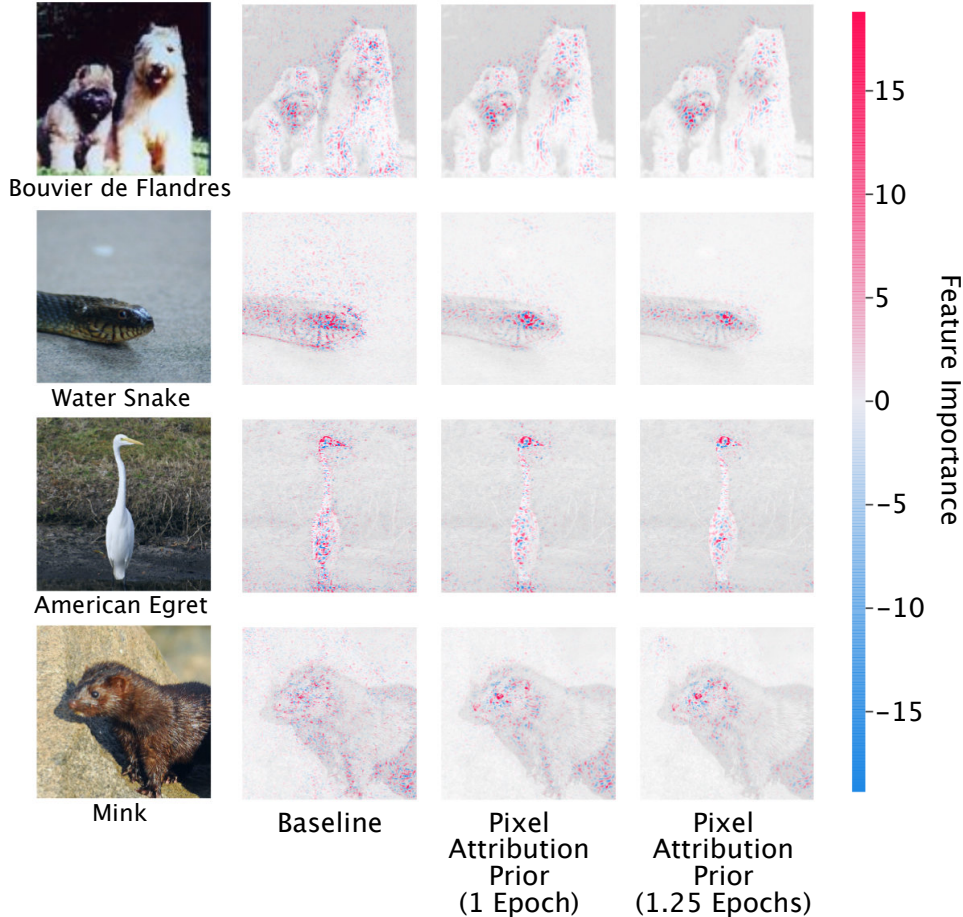 Bouvier de Flandres
Water Snake
American Egret
Mink
Baseline
Pixel
Attribution
Prior
(1 Epoch)
Pixel
Attribution
Prior
(1.25 Epochs)
15
10
5
0
−5
−10
−15
Feature Importance